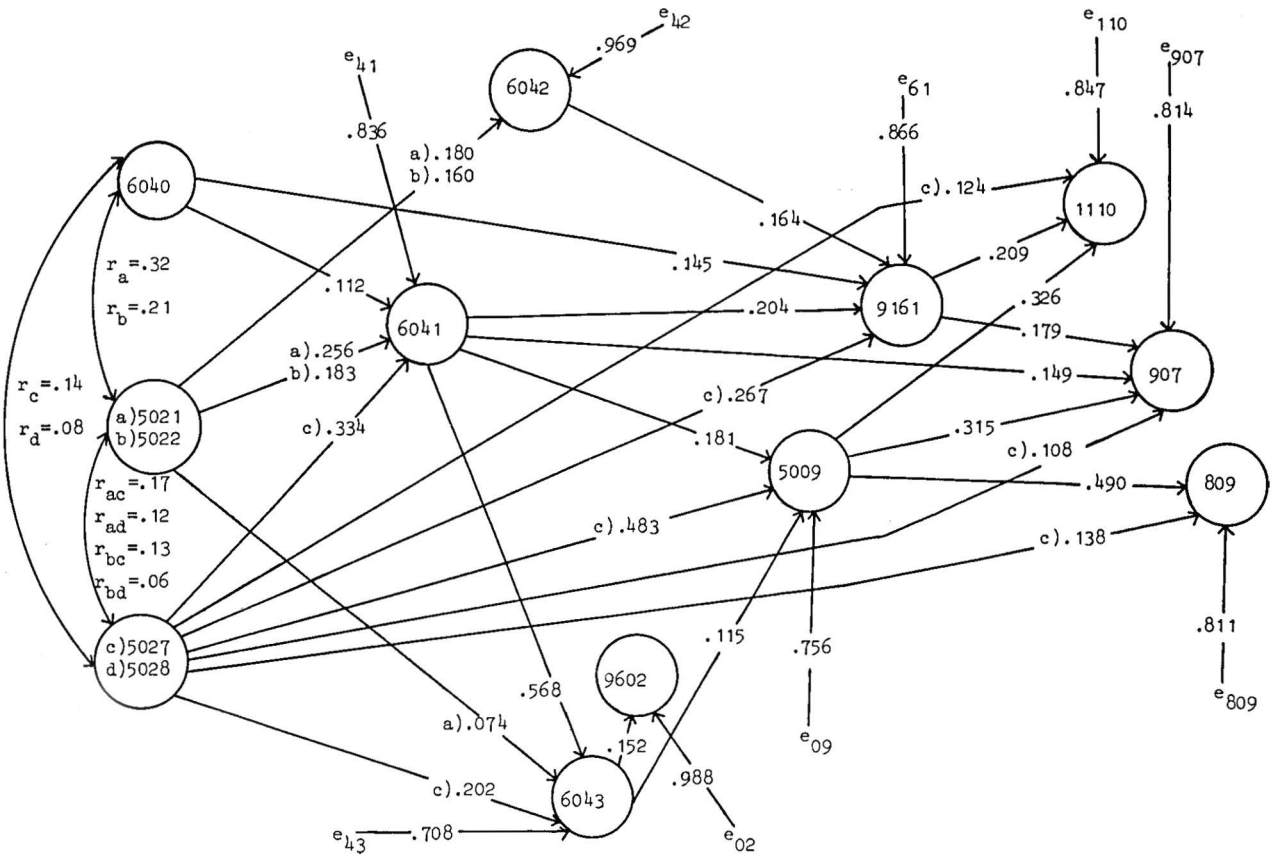 e110
e42
.969
e907
e41
e61
6042
.847
.814
.836
.866
a).180
b).160
6040
c).124
1110
.164
.209
ra=.32
.145
.112
.326
rb=.21
6041
.204
9161
.179
a).256
b).183
.149
907
rc=.14
c).267
rd=.08
a)5021
b)5022
c).334
.181
.315
c).108
5009
.490
809
rac=.17
rad=.12
c).483
c).138
rbc=.13
rbd=.06
.811
.115
.756
c)5027
d)5028
9602
.568
e809
a).074
e09
.152
.988
c).202
6043
e43
.708
e02